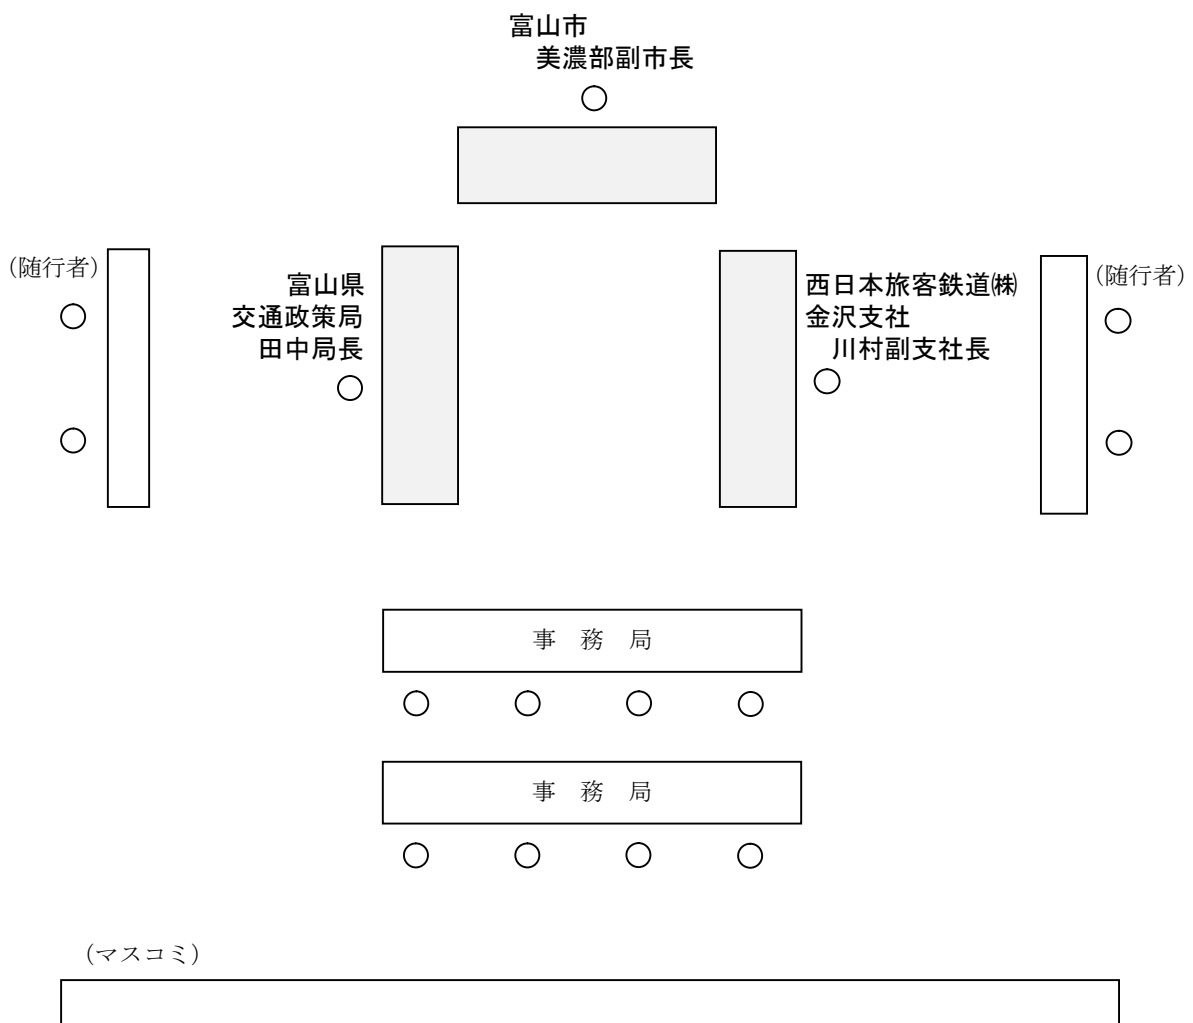 富山市
美濃部副市長
(随行者)
富山県
交通政策局
田中局長
西日本旅客鉄道㈱
金沢支社
川村副支社長
(随行者)
事 務 局
事 務 局
(マスコミ)